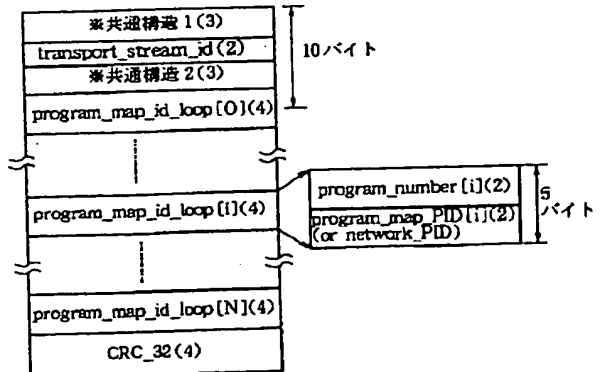 ※共通構造1(3)
transport_stream_id(2)
※共通構造2(3)
10バイト
program_map_id_loop[0](4)
program_map_id_loop[i](4)
program_number[i](2)
program_map_PID[i](2)
(or network_PID)
5
バイト
program_map_id_loop[N](4)
CRC_32(4)